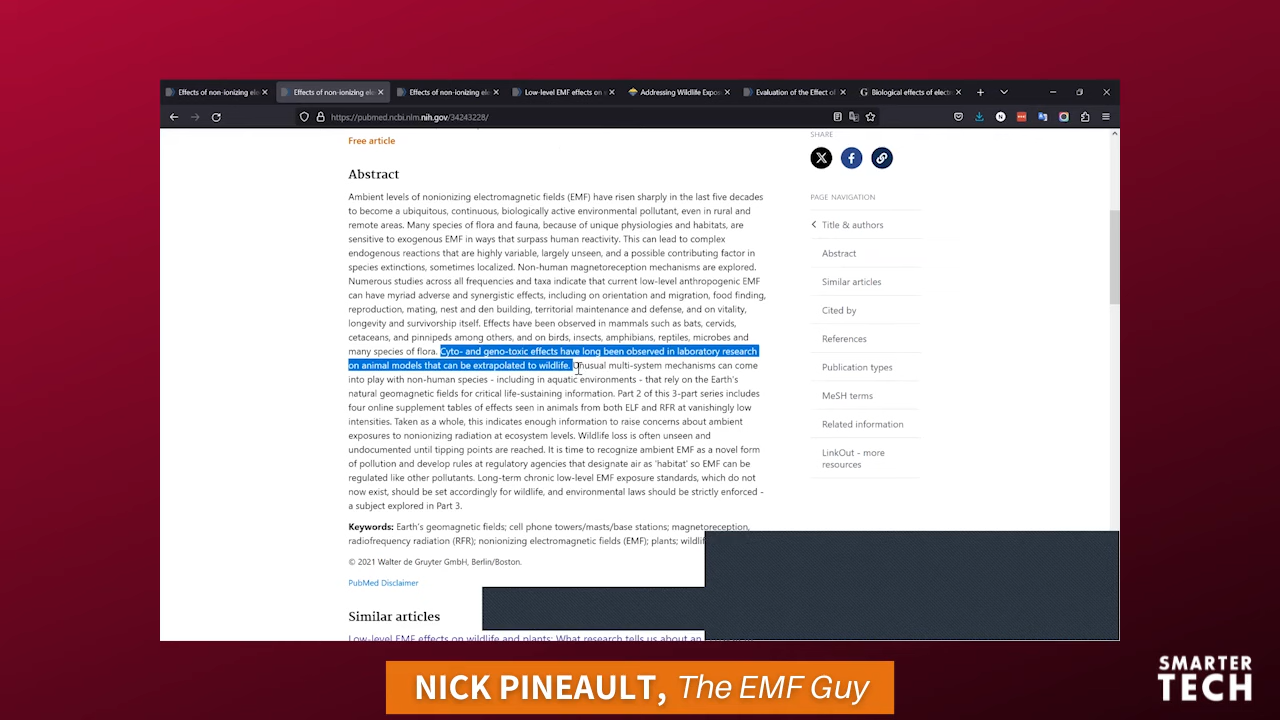 Effects of non-ionizing el
Effects of non-ionizing el
Effects of non-ionizing el
Low-level EMF effects on
Addressing Wildlife Expos
Evaluation of the Effect o
Biological effects of electr
https://pubmed.ncbi.nlm.nih.gov/34243228/
Free article
SHARE
Abstract
Ambient levels of nonionizing electromagnetic fields (EMF) have risen sharply in the last five decades
to become a ubiquitous, continuous, biologically active environmental pollutant, even in rural and
remote areas. Many species of flora and fauna, because of unique physiologies and habitats, are
sensitive to exogenous EMF in ways that surpass human reactivity. This can lead to complex
endogenous reactions that are highly variable, largely unseen, and a possible contributing factor in
species extinctions, sometimes localized. Non-human magnetoreception mechanisms are explored.
Numerous studies across all frequencies and taxa indicate that current low-level anthropogenic EMF
can have myriad adverse and synergistic effects, including on orientation and migration, food finding,
reproduction, mating, nest and den building, territorial maintenance and defense, and on vitality,
longevity and survivorship itself. Effects have been observed in mammals such as bats, cervids,
cetaceans, and pinnipeds among others, and on birds, insects, amphibians, reptiles, microbes and
many species of flora. Cyto- and geno-toxic effects have long been observed in laboratory research
on animal models that can be extrapolated to wildlife. Unusual multi-system mechanisms can come
into play with non-human species - including in aquatic environments - that rely on the Earth's
natural geomagnetic fields for critical life-sustaining information. Part 2 of this 3-part series includes
four online supplement tables of effects seen in animals from both ELF and RFR at vanishingly low
intensities. Taken as a whole, this indicates enough information to raise concerns about ambient
exposures to nonionizing radiation at ecosystem levels. Wildlife loss is often unseen and
undocumented until tipping points are reached. It is time to recognize ambient EMF as a novel form
of pollution and develop rules at regulatory agencies that designate air as 'habitat' so EMF can be
regulated like other pollutants. Long-term chronic low-level EMF exposure standards, which do not
now exist, should be set accordingly for wildlife, and environmental laws should be strictly enforced -
a subject explored in Part 3.
Keywords: Earth's geomagnetic fields; cell phone towers/masts/base stations; magnetoreception,
radiofrequency radiation (RFR); nonionizing electromagnetic fields (EMF); plants; wildlif
© 2021 Walter de Gruyter GmbH, Berlin/Boston.
PubMed Disclaimer
Similar articles
Low-level EMF effects on wildlife and plants: What research tells us about an
PAGE NAVIGATION
Title & authors
Abstract
Similar articles
Cited by
References
Publication types
MeSH terms
Related information
LinkOut - more
resources
NICK PINEAULT, The EMF Guy
SMARTER
TECH